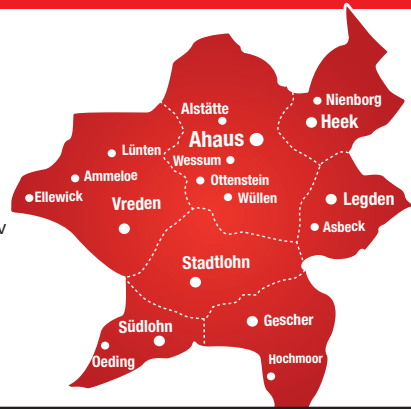 Nienborg
Alstätte
Heek
Ahaus
Lünten
Wessum
Ammeloe
Ottenstein
Ellewick
Wüllen
Legden
Vreden
Asbeck
v
Stadtlohn
Gescher
Südlohn
Oeding
Hochmoor